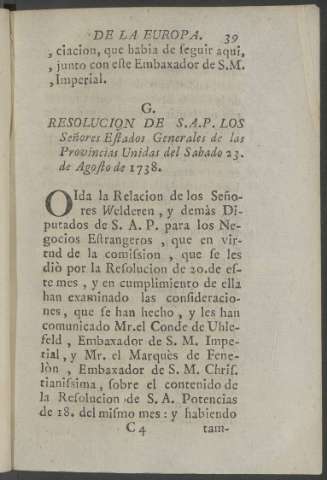 DE LA EUROPA. 39
, ciacion, que habia de seguir aqui,
, junto con este Embaxador de S.M.
, Imperial.
G.
RESOLUCION DE S.A.P. LOS
Señores Estados Generales de las
Provincias Unidas del Sabado 23.
de Agosto de 1738.
OIda la Relacion de los Seño-
res Welderen, y demàs Di-
putados de S. A. P. para los Ne-
gocios Estrangeros, que en vir-
tud de la comission, que se les
diò por la Resolucion de 20.de es-
te mes, y en cumplimiento de ella
han examinado las consideracio-
nes, que se han hecho, y les han
comunicado Mr.el Conde de Uhle-
feld, Embaxador de S. M. Impe-
tial, y Mr. el Marquès de Fene-
lòn, Embaxador de S. M. Chris.
tianissima, sobre el contenido de
la Resolucion de S. A. Potencias
de 18. del mismo mes: y habiendo
C 4 tam-